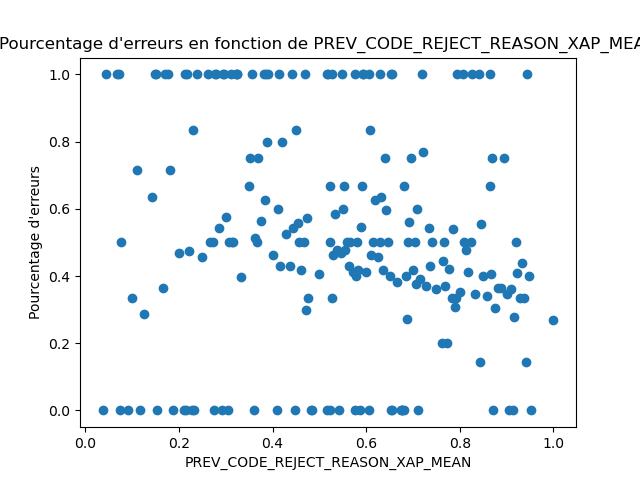 Pourcentage d'erreurs en fonction de PREV_CODE_REJECT_REASON_XAP_MEA
1.0
0.8
0.6
0.4
0.2
0.0
Pourcentage d'erreurs
0.0 0.2 0.4 0.6 0.8 1.0
PREV_CODE_REJECT_REASON_XAP_MEAN